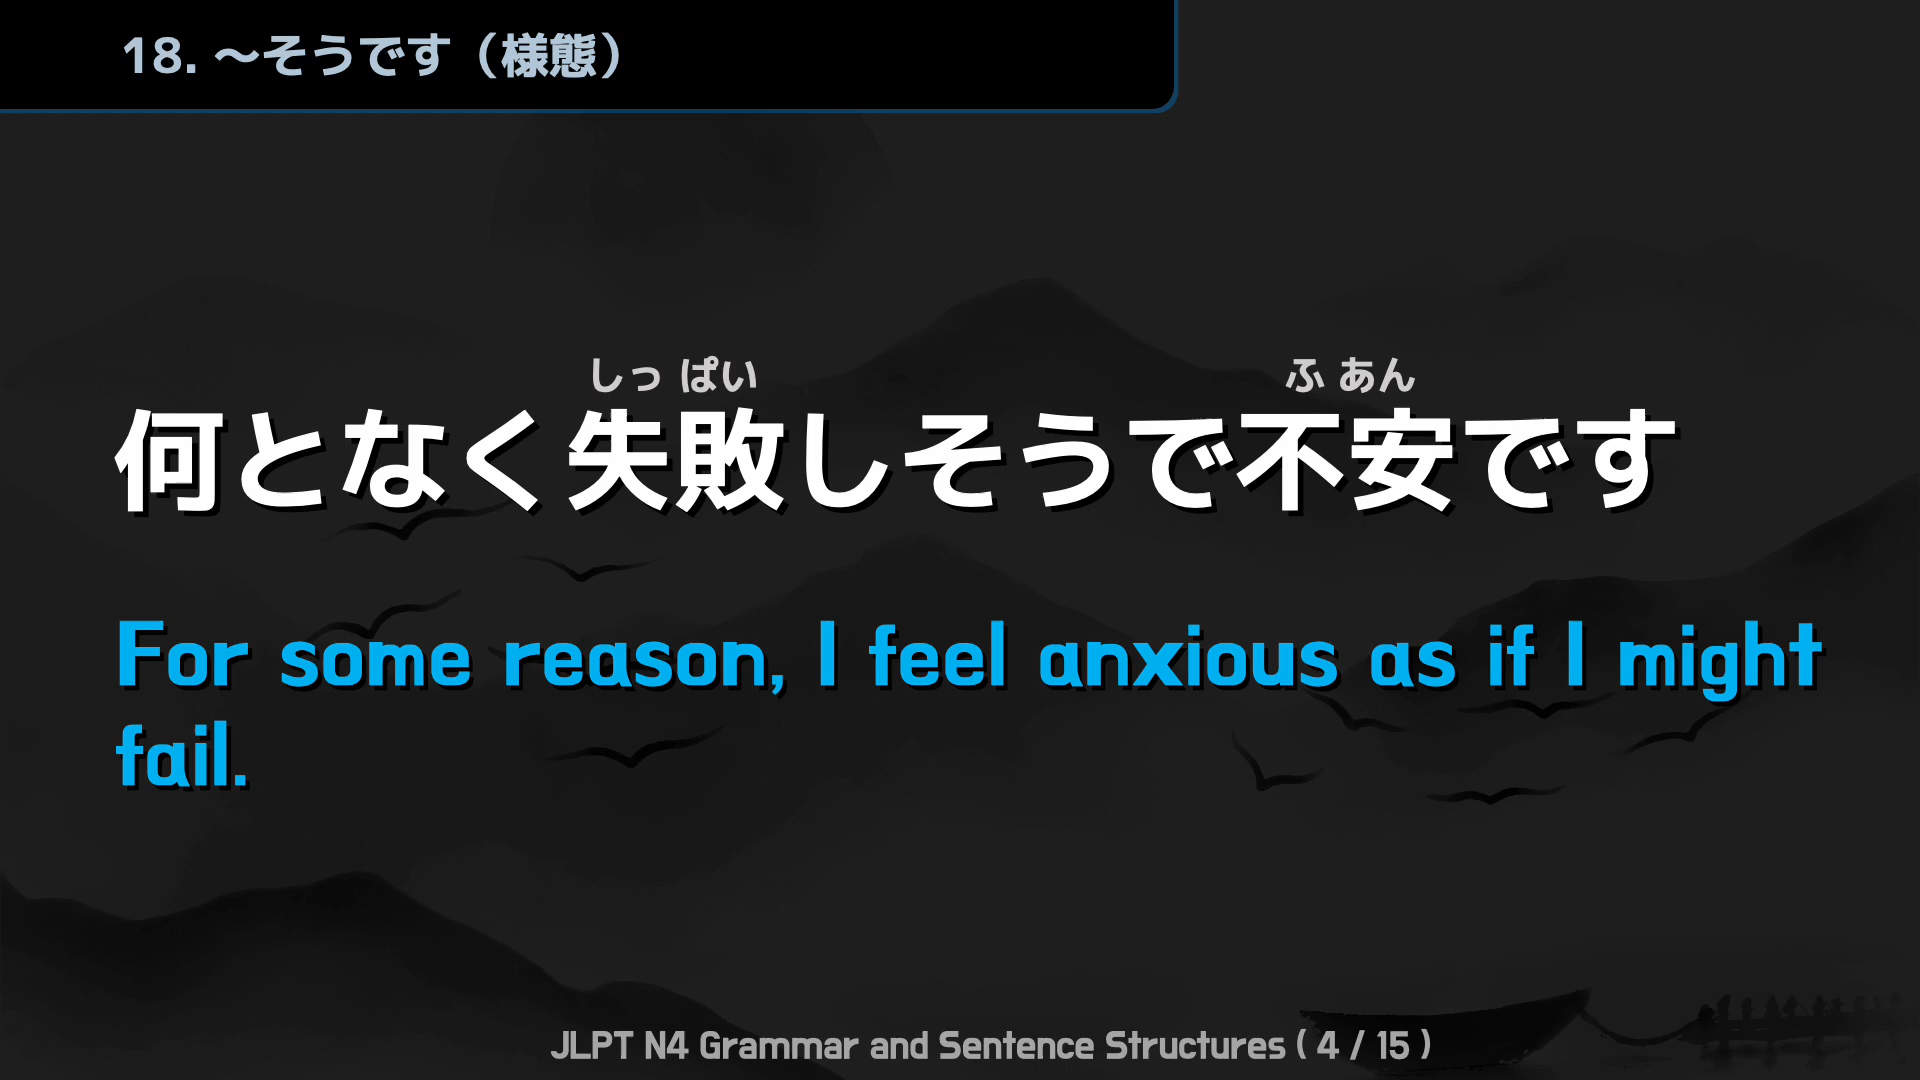 18. ～そうです（様態）
しっ ぱい ふ あん
何となく失敗しそうで不安です
For some reason, I feel anxious as if I might
fail.
JLPT N4 Grammar and Sentence Structures ( 4 / 15 )